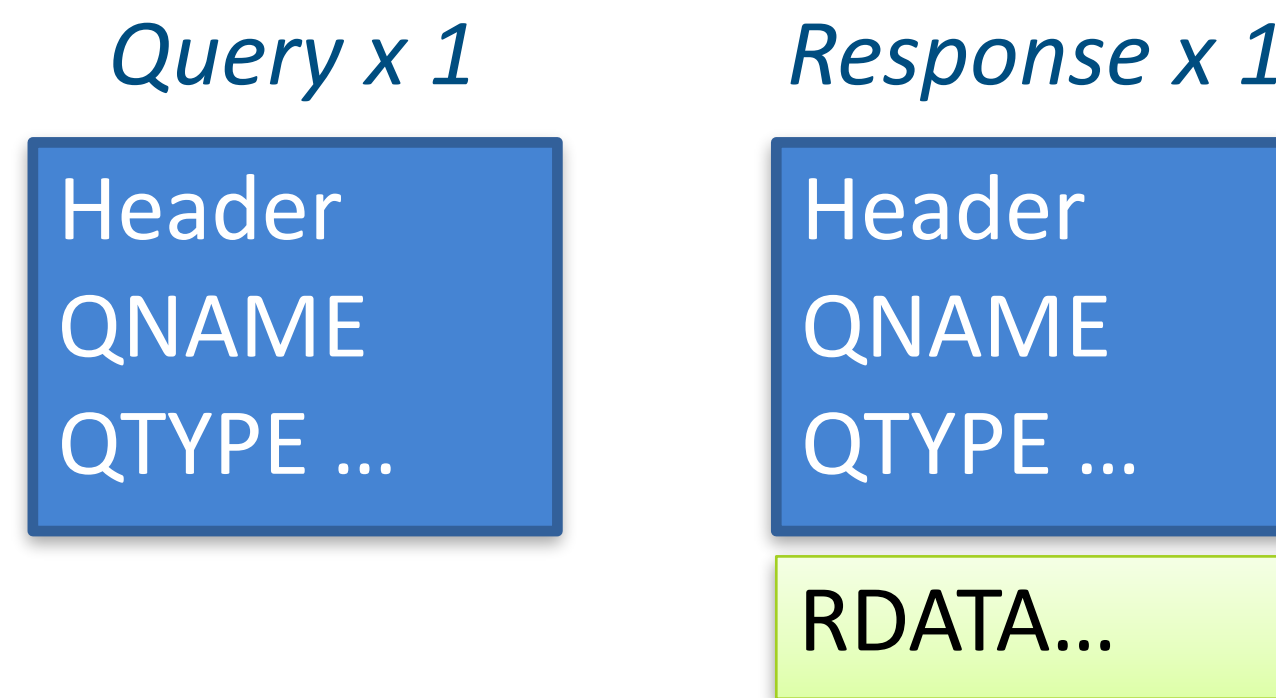 Query x 1
Header
QNAME
QTYPE ...
Response x 1
Header
QNAME
QTYPE ...
RDATA...